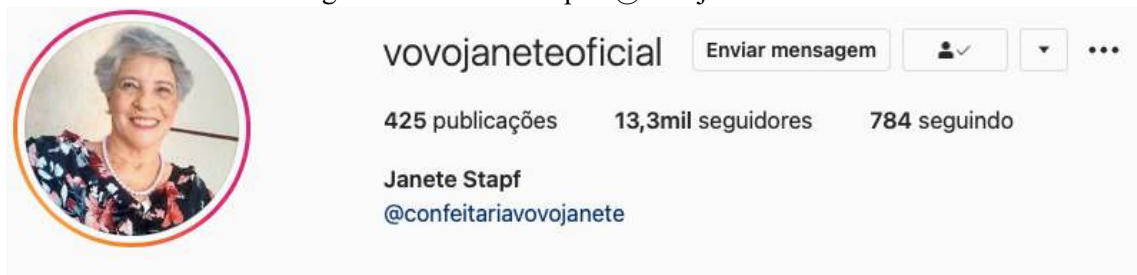 vovojaneteoficial Enviar mensagem
425 publicações 13,3mil seguidores 784 seguindo
Janete Stapf
@confeitariavovojanete